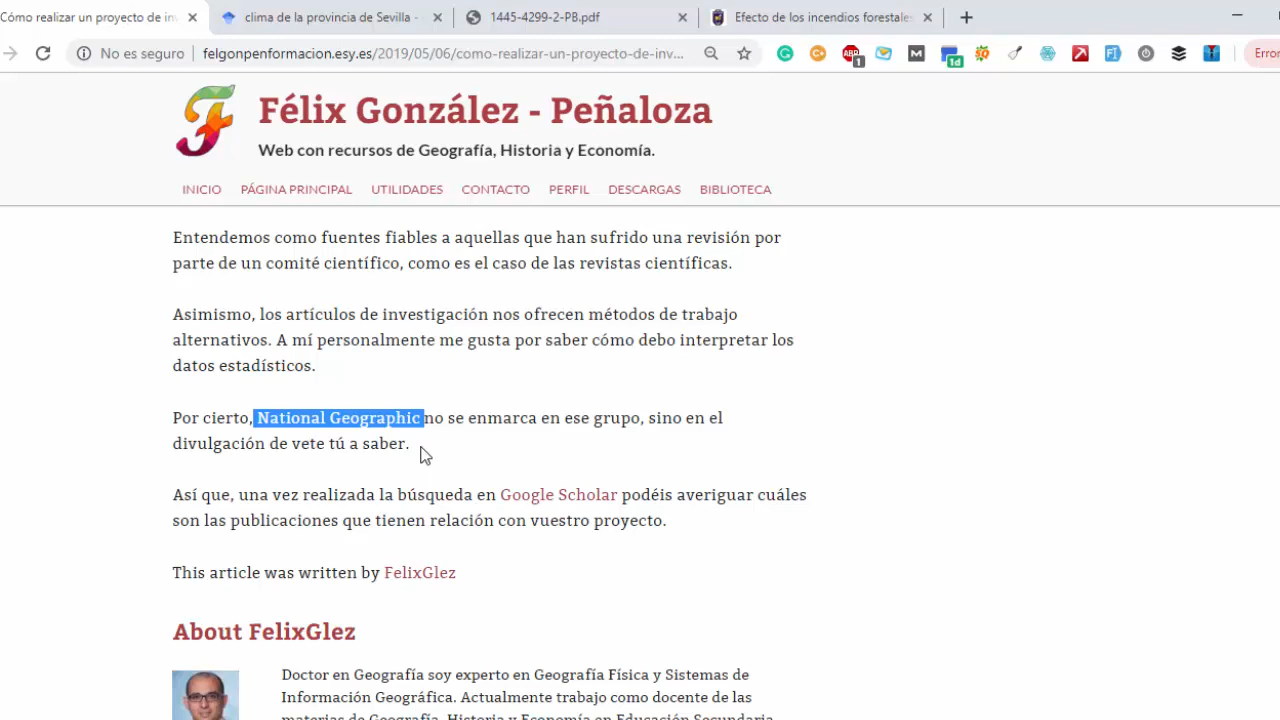 Cómo realizar un proyecto de inv
clima de la provincia de Sevilla -
1445-4299-2-PB.pdf
Efecto de los incendios forestales
No es seguro
felgonpenformacion.esy.es/2019/05/06/como-realizar-un-proyecto-de-inv...
ABP
1
M
1d
Error
Félix González - Peñaloza
Web con recursos de Geografía, Historia y Economía.
INICIO
PÁGINA PRINCIPAL
UTILIDADES
CONTACTO
PERFIL
DESCARGAS
BIBLIOTECA
Entendemos como fuentes fiables a aquellas que han sufrido una revisión por
parte de un comité científico, como es el caso de las revistas científicas.
Asimismo, los artículos de investigación nos ofrecen métodos de trabajo
alternativos. A mí personalmente me gusta por saber cómo debo interpretar los
datos estadísticos.
Por cierto, National Geographic no se enmarca en ese grupo, sino en el
divulgación de vete tú a saber.
Así que, una vez realizada la búsqueda en Google Scholar podéis averiguar cuáles
son las publicaciones que tienen relación con vuestro proyecto.
This article was written by FelixGlez
About FelixGlez
Doctor en Geografía soy experto en Geografía Física y Sistemas de
Información Geográfica. Actualmente trabajo como docente de las
materias de Geografía, Historia y Economía en Educación Secundaria